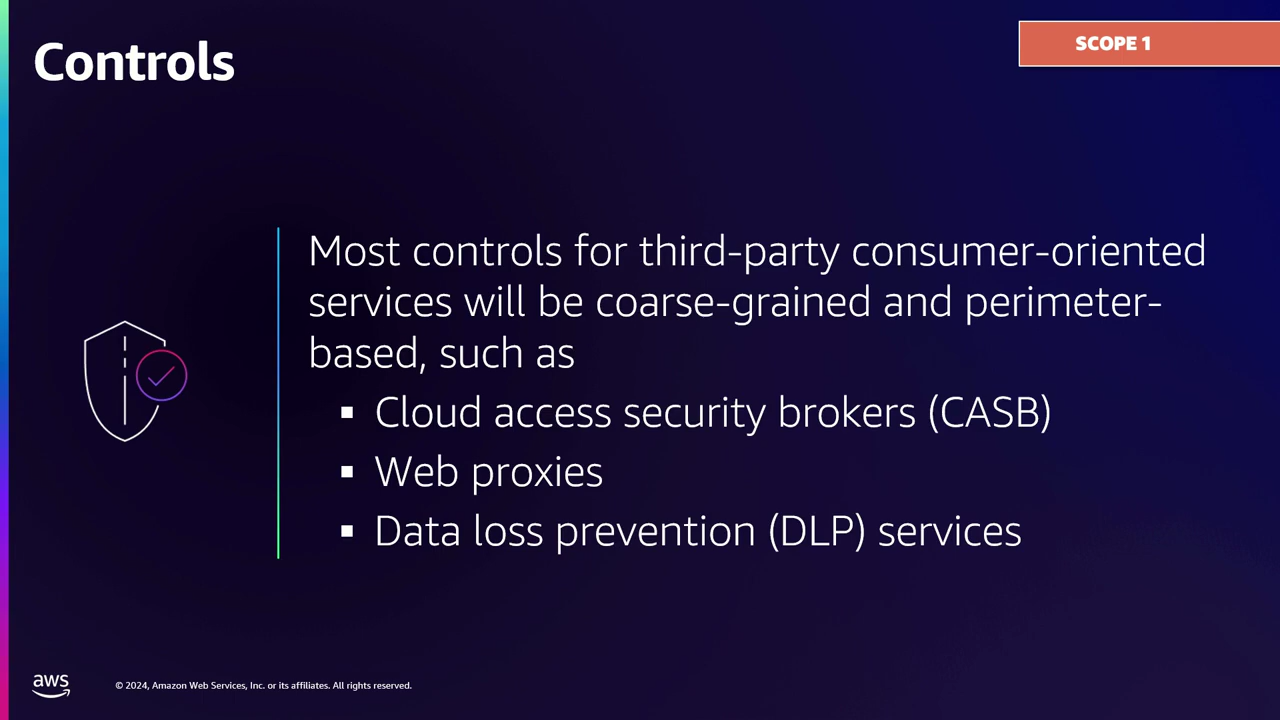 Controls
SCOPE 1
Most controls for third-party consumer-oriented
services will be coarse-grained and perimeter-
based, such as
▪ Cloud access security brokers (CASB)
▪ Web proxies
▪ Data loss prevention (DLP) services
aws
© 2024, Amazon Web Services, Inc. or its affiliates. All rights reserved.